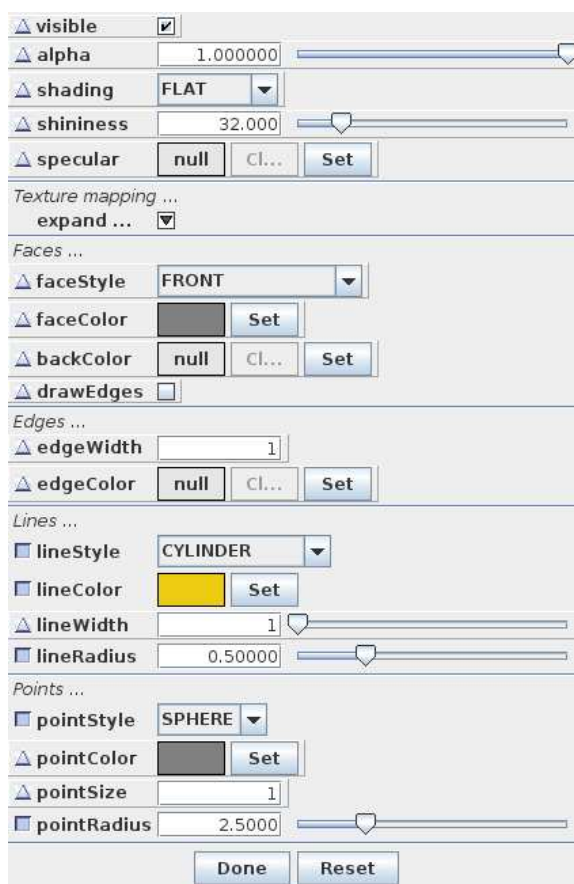 visible
alpha 1.000000
shading FLAT
shininess 32.000
specular null Cl... Set
Texture mapping ...
expand ...
Faces ...
faceStyle FRONT
faceColor Set
backColor null Cl... Set
drawEdges
Edges ...
edgeWidth 1
edgeColor null Cl... Set
Lines ...
lineStyle CYLINDER
lineColor Set
lineWidth 1
lineRadius 0.50000
Points ...
pointStyle SPHERE
pointColor Set
pointSize 1
pointRadius 2.5000
Done Reset